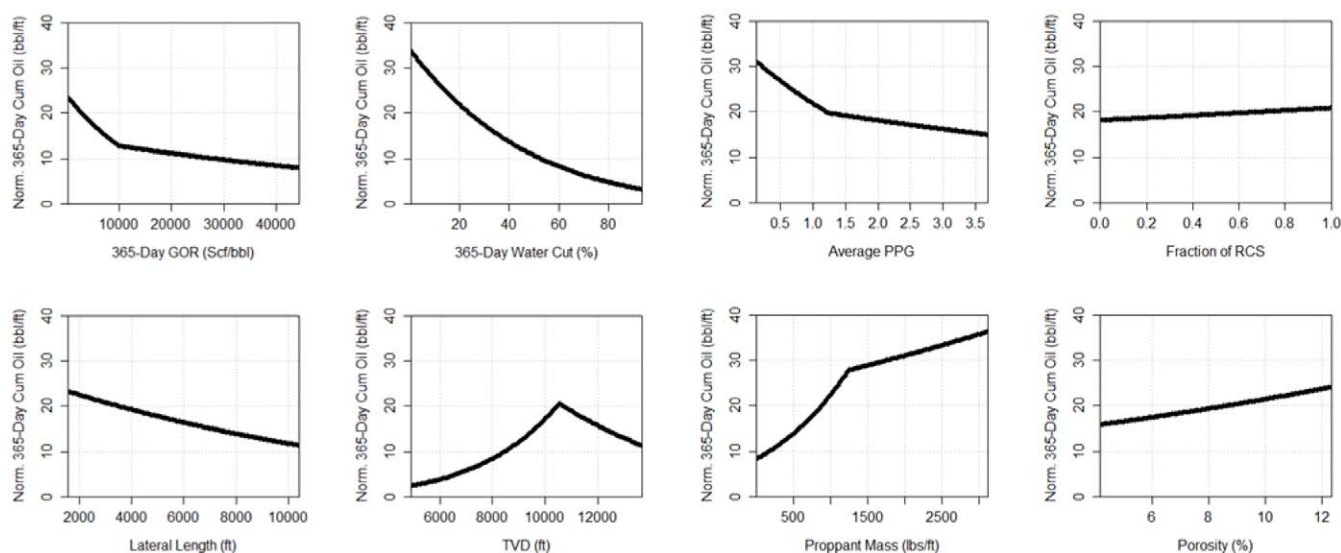 Norm. 365-Day Cum Oil (bbl/ft)
0 10 20 30 40
0 10000 20000 30000 40000
365-Day GOR (Scf/bbl)
Norm. 365-Day Cum Oil (bbl/ft)
0 10 20 30 40
20 40 60 80
365-Day Water Cut (%)
Norm. 365-Day Cum Oil (bbl/ft)
0 10 20 30 40
0.5 1.0 1.5 2.0 2.5 3.0 3.5
Average PPG
Norm. 365-Day Cum Oil (bbl/ft)
0 10 20 30 40
0.0 0.2 0.4 0.6 0.8 1.0
Fraction of RCS
Norm. 365-Day Cum Oil (bbl/ft)
0 10 20 30 40
2000 4000 6000 8000 10000
Lateral Length (ft)
Norm. 365-Day Cum Oil (bbl/ft)
0 10 20 30 40
6000 8000 10000 12000
TVD (ft)
Norm. 365-Day Cum Oil (bbl/ft)
0 10 20 30 40
500 1500 2500
Proppant Mass (lbs/ft)
Norm. 365-Day Cum Oil (bbl/ft)
0 10 20 30 40
6 8 10 12
Porosity (%)